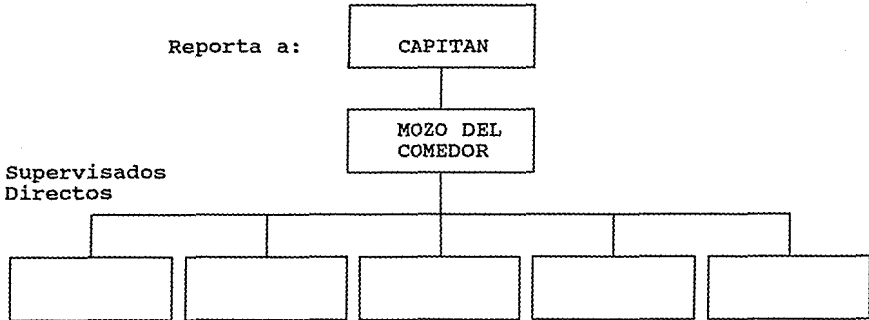 Reporta a:
CAPITAN
MOZO DEL
COMEDOR
Supervisados
Directos